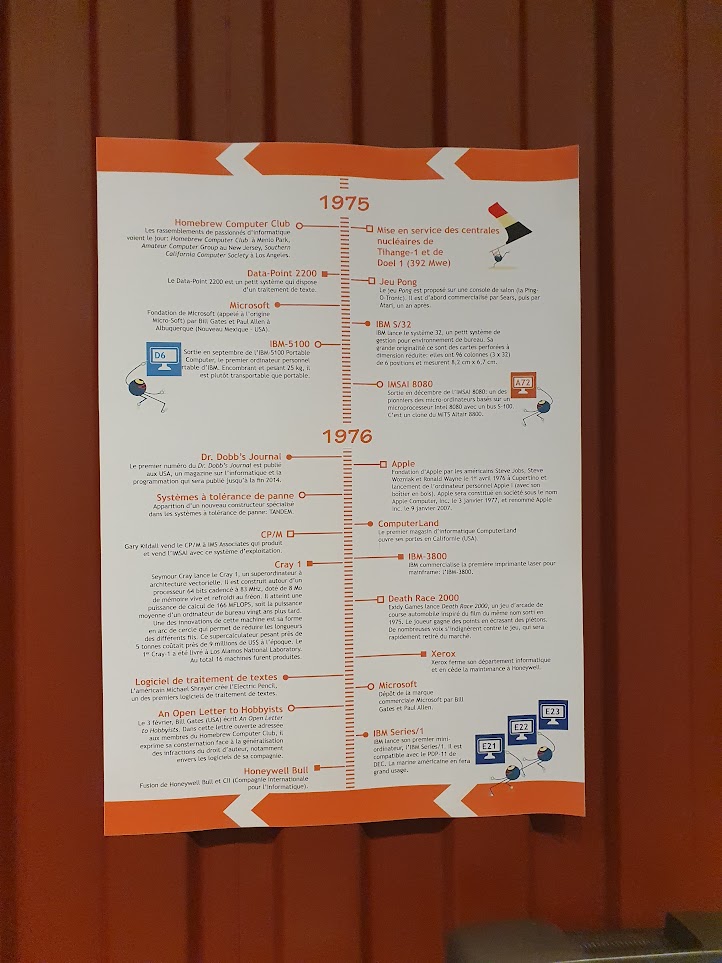 1975
Homebrew Computer Club
Les rassemblements de passionnés d'informatique
voient le jour: Homebrew Computer Club à Menlo Park,
Amateur Computer Group au New Jersey, Southern
California Computer Society à Los Angeles.
Data-Point 2200
Le Data-Point 2200 est un petit système qui dispose
d'un traitement de texte.
Microsoft
Fondation de Microsoft (appelé à l'origine
Micro-Soft) par Bill Gates et Paul Allen à
Albuquerque (Nouveau Mexique - USA).
IBM-5100
Sortie en septembre de l'IBM-5100 Portable
Computer, le premier ordinateur personnel
portable d'IBM. Encombrant et pesant 25 kg, il
est plutôt transportable que portable.
D6
Mise en service des centrales
nucléaires de
Tihange-1 et de
Doel 1 (392 Mwe)
Jeu Pong
Le jeu Pong est proposé sur une console de salon (la Ping-
O-Tronic). Il est d'abord commercialisé par Sears, puis par
Atari, un an après.
IBM S/32
IBM lance le système 32, un petit système de
gestion pour environnement de bureau. Sa
grande originalité ce sont des cartes perforées à
dimension réduite: elles ont 96 colonnes (3 x 32)
de 6 positions et mesurent 8,2 cm x 6,7 cm.
IMSAI 8080
Sortie en décembre de l'IMSAI 8080: un des
pionniers des micro-ordinateurs basés sur un
microprocesseur Intel 8080 avec un bus S-100.
C'est un clone du MITS Altair 8800.
A72
1976
Dr. Dobb's Journal
Le premier numéro du Dr. Dobb's Journal est publié
aux USA, un magazine sur l'informatique et la
programmation qui sera publié jusqu'à la fin 2014.
Systèmes à tolérance de panne
Apparition d'un nouveau constructeur spécialisé
dans les systèmes à tolérance de panne: TANDEM.
CP/M
Gary Kildall vend le CP/M à IMS Associates qui produit
et vend l'IMSAI avec ce système d'exploitation.
Cray 1
Seymour Cray lance le Cray 1, un superordinateur à
architecture vectorielle. Il est construit autour d'un
processeur 64 bits cadencé à 83 MHz, doté de 8 Mo
de mémoire vive et refroidi au fréon. Il atteint une
puissance de calcul de 166 MFLOPS, soit la puissance
moyenne d'un ordinateur de bureau vingt ans plus tard.
Une des innovations de cette machine est sa forme
en arc de cercle qui permet de réduire les longueurs
des différents fils. Ce supercalculateur pesant près de
5 tonnes coûtait près de 9 millions de US$ à l'époque. Le
1er Cray-1 a été livré à Los Alamos National Laboratory.
Au total 16 machines furent produites.
Logiciel de traitement de textes
L'américain Michael Shrayer crée l'Electric Pencil,
un des premiers logiciels de traitement de textes.
An Open Letter to Hobbyists
Le 3 février, Bill Gates (USA) écrit An Open Letter
to Hobbyists. Dans cette lettre ouverte adressée
aux membres du Homebrew Computer Club, il
exprime sa consternation face à la généralisation
des infractions du droit d'auteur, notamment
envers les logiciels de sa compagnie.
Honeywell Bull
Fusion de Honeywell Bull et CII (Compagnie internationale
pour l'informatique).
Apple
Fondation d'Apple par les américains Steve Jobs, Steve
Wozniak et Ronald Wayne le 1er avril 1976 à Cupertino et
lancement de l'ordinateur personnel Apple I (avec son
boîtier en bois). Apple sera constitué en société sous le nom
Apple Computer, Inc. le 3 janvier 1977, et renommé Apple
Inc. le 9 janvier 2007.
ComputerLand
Le premier magasin d'informatique ComputerLand
ouvre ses portes en Californie (USA).
IBM-3800
IBM commercialise la première imprimante laser pour
mainframe: l'IBM-3800.
Death Race 2000
Exidy Games lance Death Race 2000, un jeu d'arcade de
course automobile inspiré du film du même nom sorti en
1975. Le joueur gagne des points en écrasant des piétons.
De nombreuses voix s'indignèrent contre le jeu, qui sera
rapidement retiré du marché.
Xerox
Xerox ferme son département informatique
et en cède la maintenance à Honeywell.
Microsoft
Dépôt de la marque
commerciale Microsoft par Bill
Gates et Paul Allen.
IBM Series/1
IBM lance son premier mini-
ordinateur, l'IBM Series/1. Il est
compatible avec le PDP-11 de
DEC. La marine américaine en fera
grand usage.
E21
E22
E23